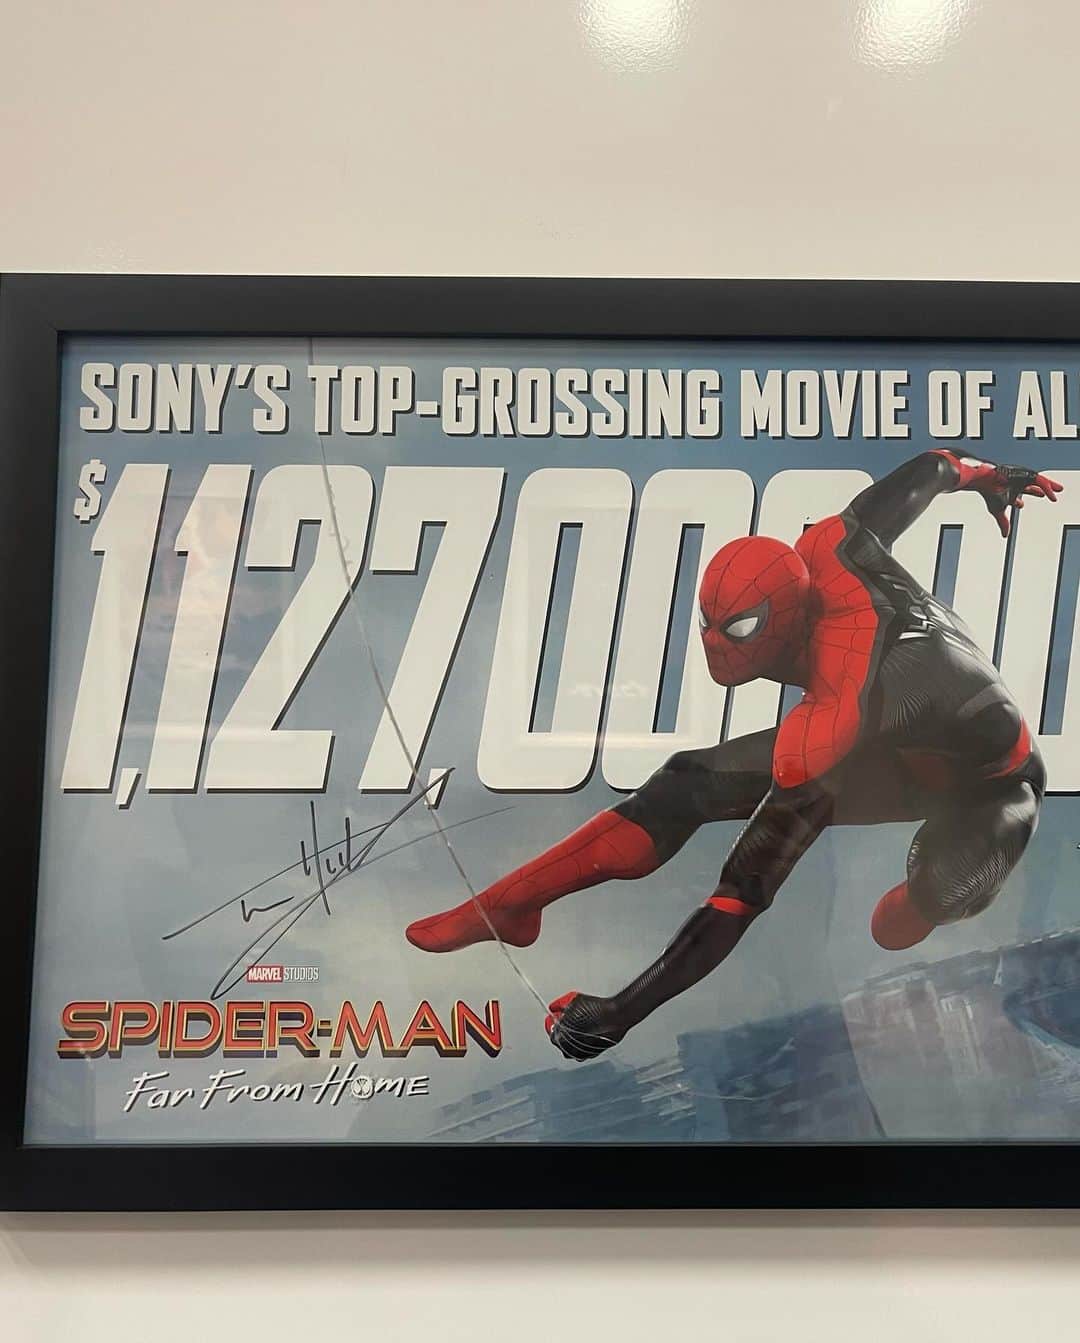 SONY'S TOP-GROSSING MOVIE OF AL
$1,127,000,00
MARVEL STUDIOS
SPIDER-MAN
Far From Home